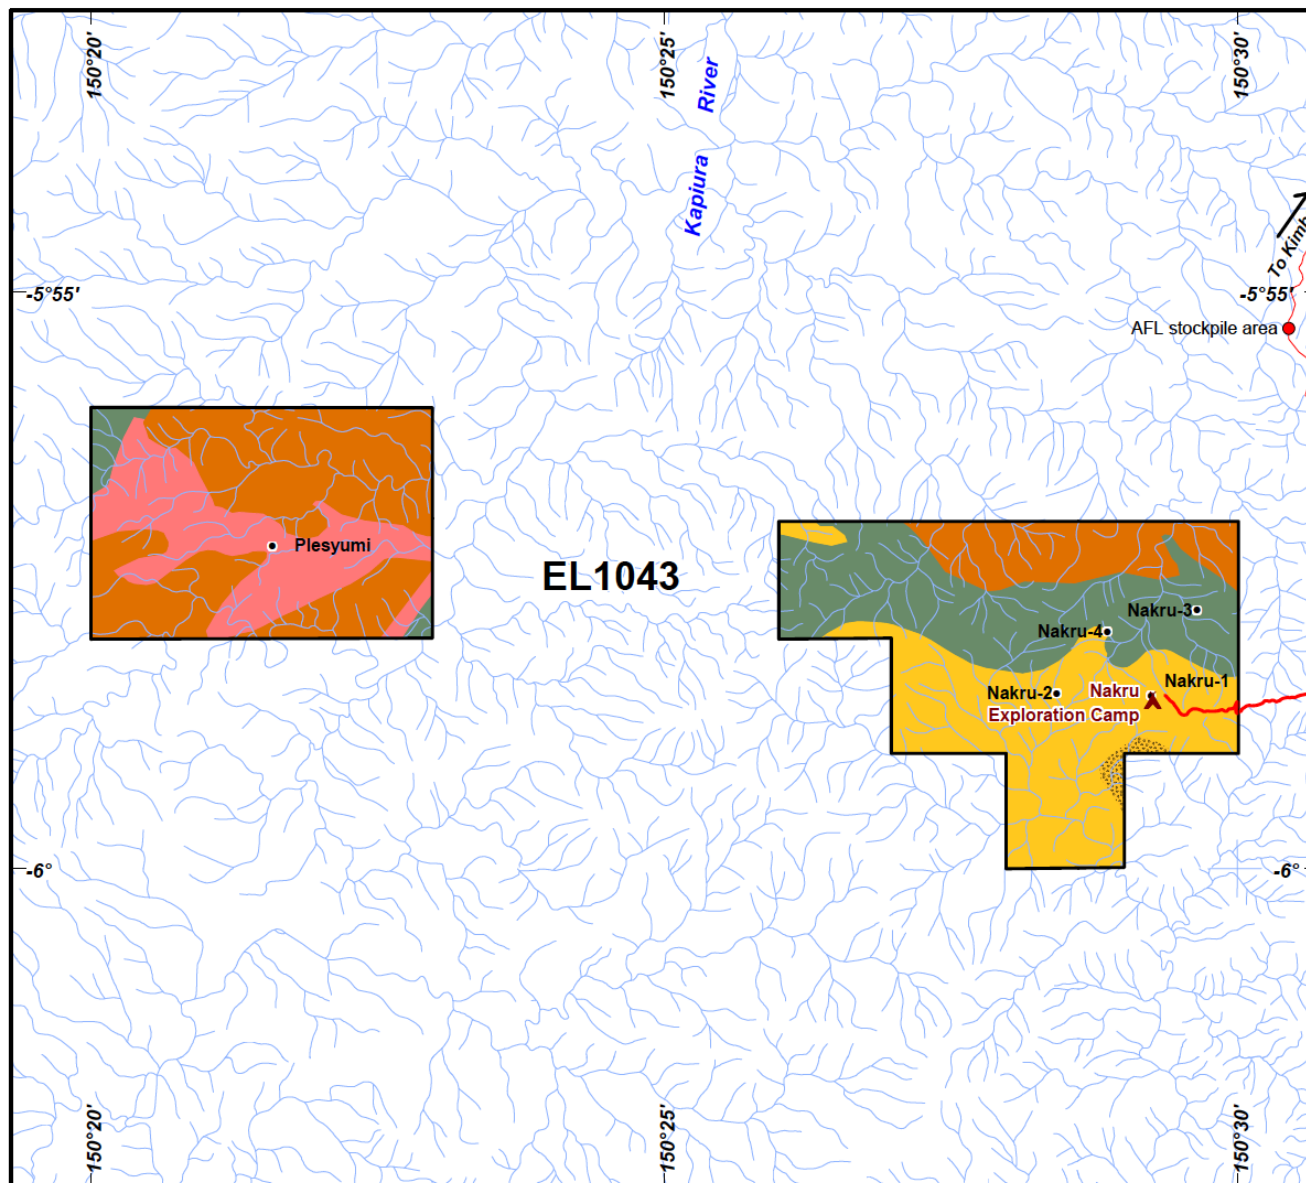 150°20'
150°25'
150°30'
Kapiura River
To Kimb
-5°55'
-5°55'
AFL stockpile area
Plesyumi
EL1043
Nakru-3
Nakru-4
Nakru-1
Nakru-2
Nakru
Exploration Camp
-6°
-6°
150°20'
150°25'
150°30'